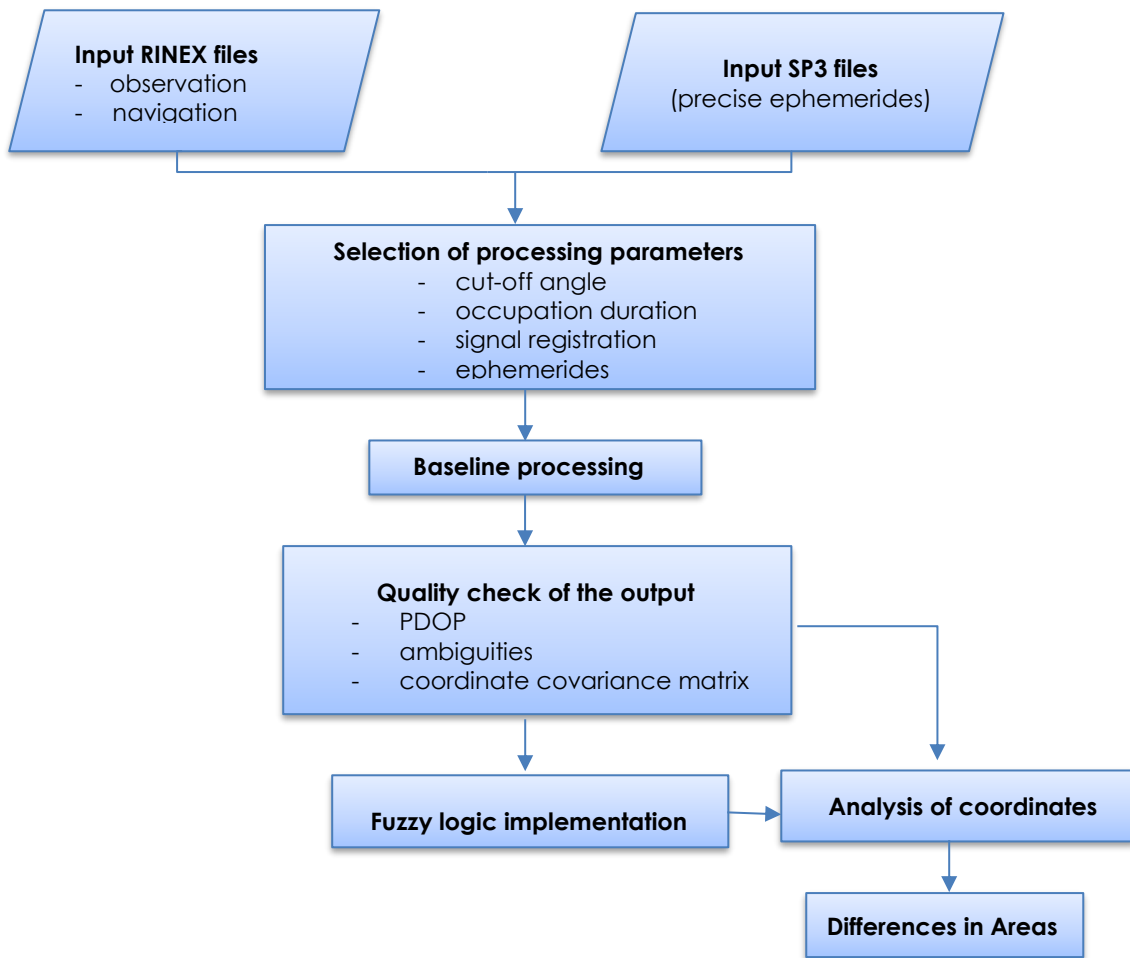 Input RINEX files
- observation
- navigation
Input SP3 files
(precise ephemerides)
Selection of processing parameters
- cut-off angle
- occupation duration
- signal registration
- ephemerides
Baseline processing
Quality check of the output
- PDOP
- ambiguities
- coordinate covariance matrix
Fuzzy logic implementation
Analysis of coordinates
Differences in Areas